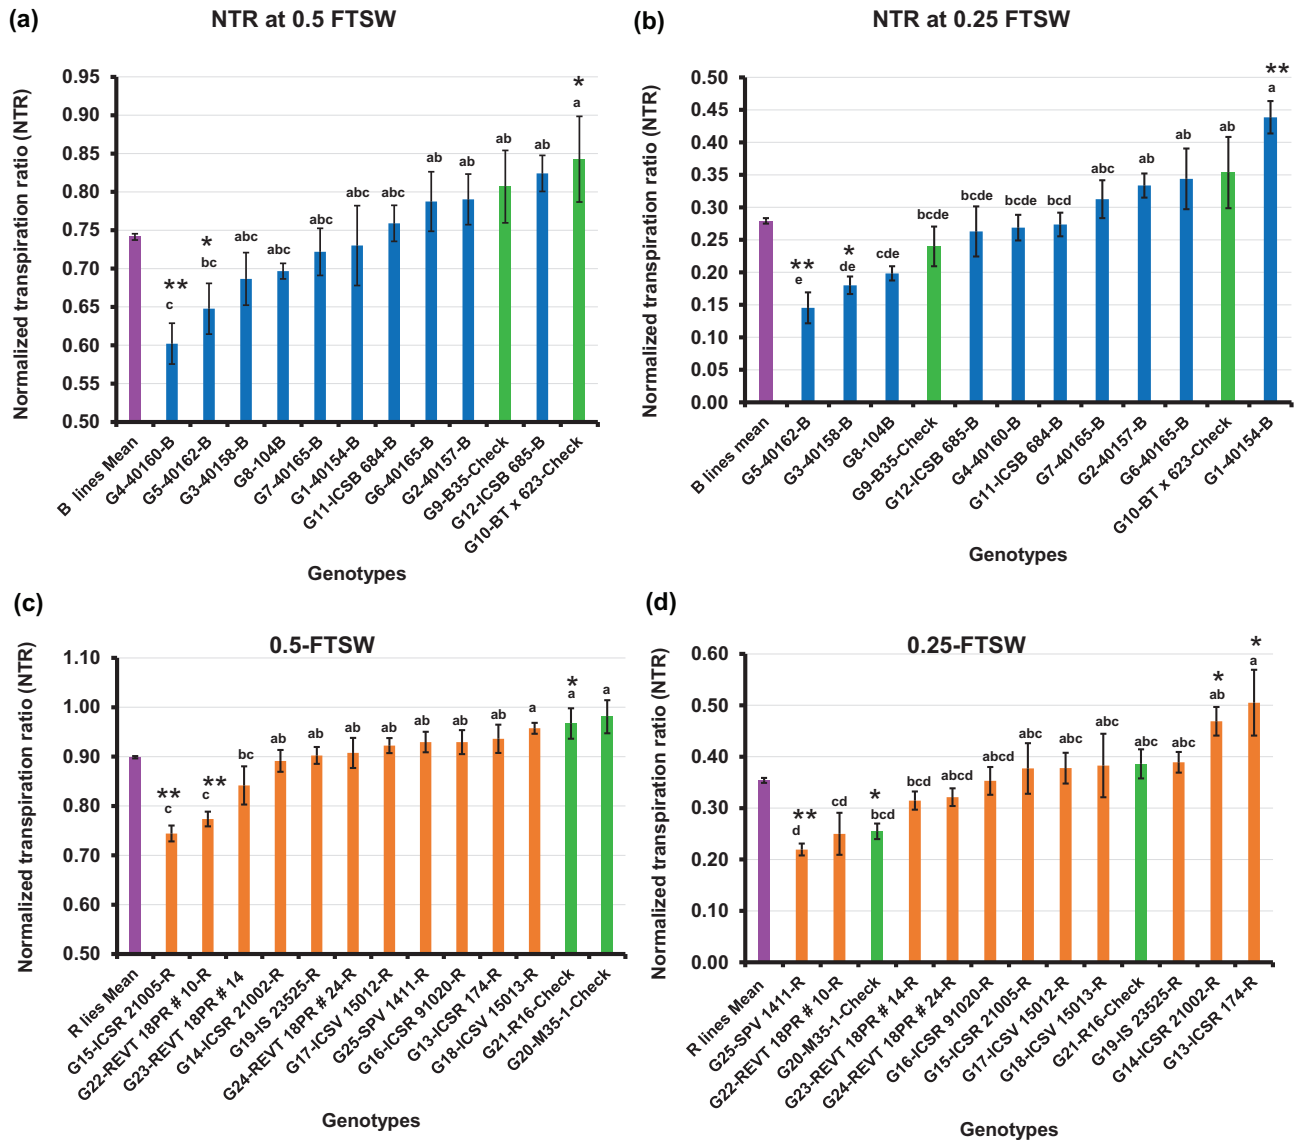 (a)
NTR at 0.5 FTSW
Normalized transpiration ratio (NTR)
0.95
0.90
0.85
0.80
0.75
0.70
0.65
0.60
0.55
0.50
** c
* bc
abc
abc
abc
abc
abc
ab
ab
ab
ab
* a
B lines Mean
G4-40160-B
G5-40162-B
G3-40158-B
G8-104B
G7-40165-B
G1-40154-B
G11-ICSB 684-B
G6-40165-B
G2-40157-B
G9-B35-Check
G12-ICSB 685-B
G10-BT x 623-Check
Genotypes
(b)
NTR at 0.25 FTSW
Normalized transpiration ratio (NTR)
0.50
0.45
0.40
0.35
0.30
0.25
0.20
0.15
0.10
0.05
0.00
** e
* de
cde
bcde
bcde
bcde
bcd
abc
ab
ab
ab
** a
B lines mean
G5-40162-B
G3-40158-B
G8-104B
G9-B35-Check
G12-ICSB 685-B
G4-40160-B
G11-ICSB 684-B
G7-40165-B
G2-40157-B
G6-40165-B
G10-BT x 623-Check
G1-40154-B
Genotypes
(c)
0.5-FTSW
Normalized transpiration ratio (NTR)
1.10
1.00
0.90
0.80
0.70
0.60
0.50
** c
** c
bc
ab
ab
ab
ab
ab
ab
ab
a
* a
a
R lies Mean
G15-ICSR 21005-R
G22-REVT 18PR # 10-R
G23-REVT 18PR # 14
G14-ICSR 21002-R
G19-IS 23525-R
G24-REVT 18PR # 24-R
G17-ICSV 15012-R
G25-SPV 1411-R
G16-ICSR 91020-R
G13-ICSR 174-R
G18-ICSV 15013-R
G21-R16-Check
G20-M35-1-Check
Genotypes
(d)
0.25-FTSW
Normalized transpiration ratio (NTR)
0.60
0.50
0.40
0.30
0.20
0.10
0.00
** d
cd
* bcd
bcd
abcd
abcd
abc
abc
abc
abc
abc
* ab
* a
R lines Mean
G25-SPV 1411-R
G22-REVT 18PR # 10-R
G20-M35-1-Check
G23-REVT 18PR # 14-R
G24-REVT 18PR # 24-R
G16-ICSR 91020-R
G15-ICSR 21005-R
G17-ICSV 15012-R
G18-ICSV 15013-R
G21-R16-Check
G19-IS 23525-R
G14-ICSR 21002-R
G13-ICSR 174-R
Genotypes